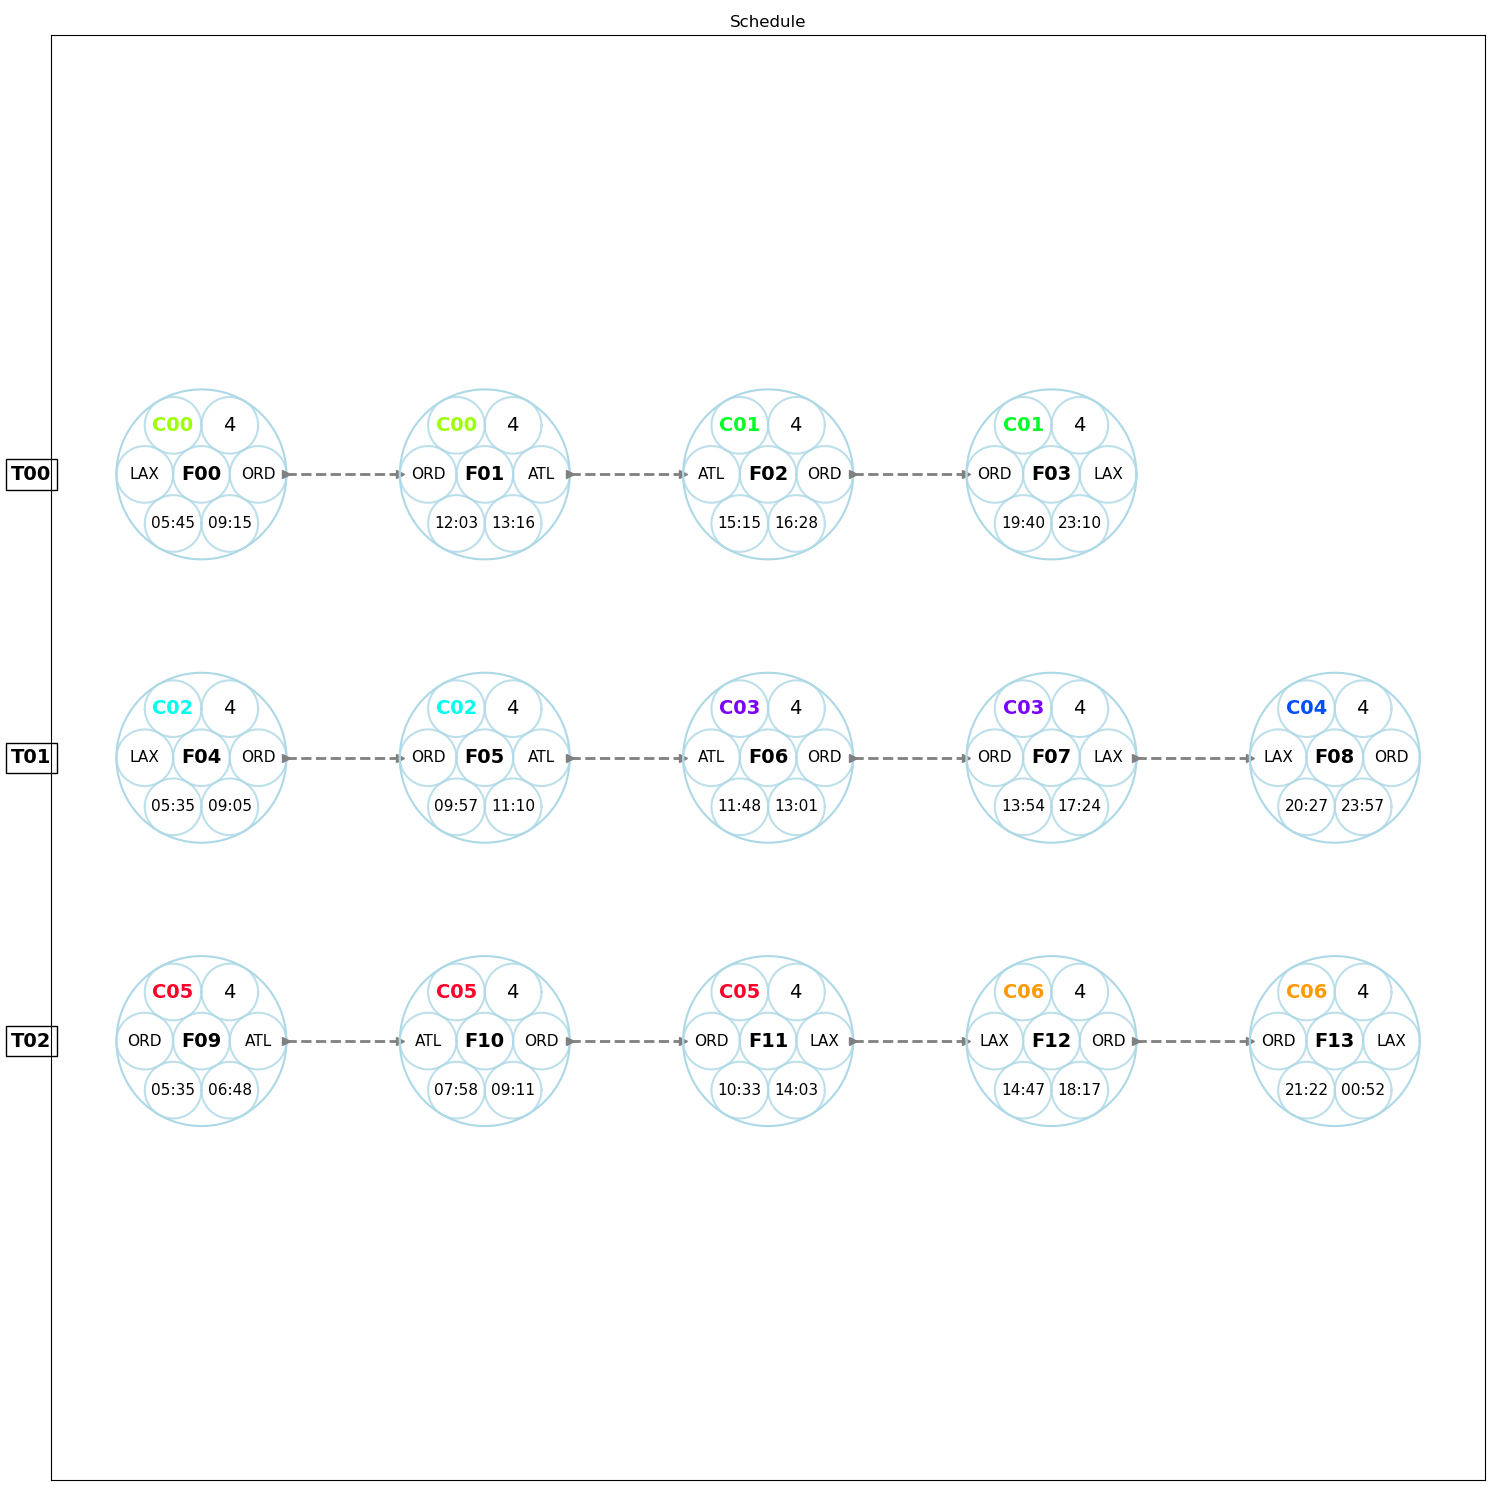 Schedule
C00 4 C00 4 C01 4 C01 4
T00 LAX F00 ORD ORD F01 ATL ATL F02 ORD ORD F03 LAX
05:45 09:15 12:03 13:16 15:15 16:28 19:40 23:10
C02 4 C02 4 C03 4 C03 4 C04 4
T01 LAX F04 ORD ORD F05 ATL ATL F06 ORD ORD F07 LAX LAX F08 ORD
05:35 09:05 09:57 11:10 11:48 13:01 13:54 17:24 20:27 23:57
C05 4 C05 4 C05 4 C06 4 C06 4
T02 ORD F09 ATL ATL F10 ORD ORD F11 LAX LAX F12 ORD ORD F13 LAX
05:35 06:48 07:58 09:11 10:33 14:03 14:47 18:17 21:22 00:52